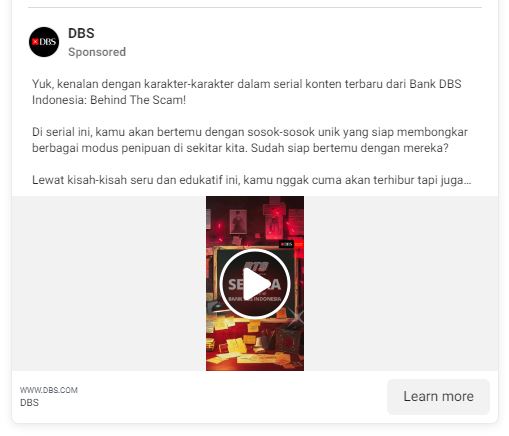 DBS
DBS
Sponsored
Yuk, kenalan dengan karakter-karakter dalam serial konten terbaru dari Bank DBS
Indonesia: Behind The Scam!
Di serial ini, kamu akan bertemu dengan sosok-sosok unik yang siap membongkar
berbagai modus penipuan di sekitar kita. Sudah siap bertemu dengan mereka?
Lewat kisah-kisah seru dan edukatif ini, kamu nggak cuma akan terhibur tapi juga...
DBS
BANK DBS INDONESIA
WWW.DBS.COM
DBS
Learn more